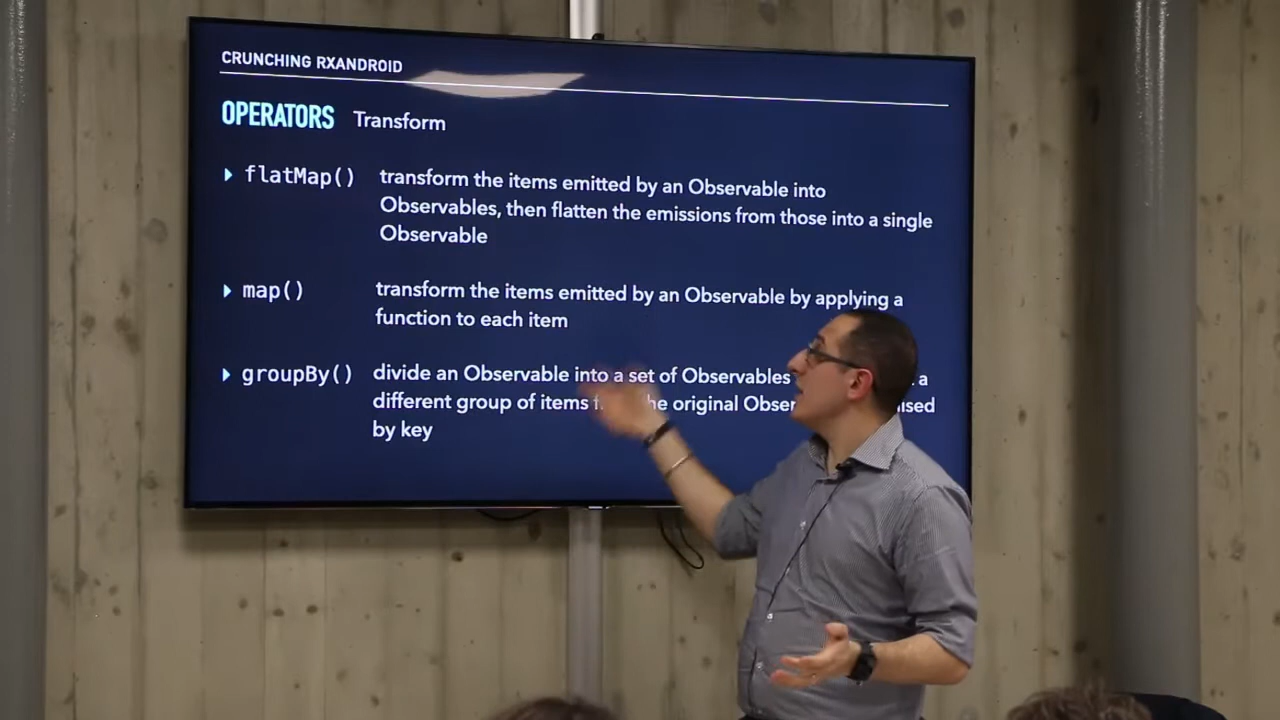 CRUNCHING RXANDROID
OPERATORS Transform
flatMap() transform the items emitted by an Observable into
Observables, then flatten the emissions from those into a single
Observable
map() transform the items emitted by an Observable by applying a
function to each item
groupBy() divide an Observable into a set of Observables a
different group of items the original
by key